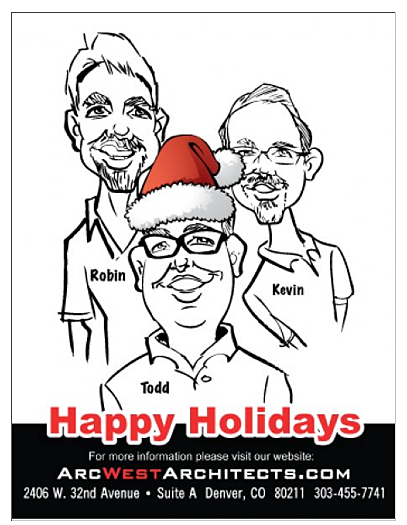 Robin
Kevin
Todd
Happy Holidays
For more information please visit our website:
ArcWestArchitects.com
2406 W. 32nd Avenue • Suite A Denver, CO 80211 303-455-7741